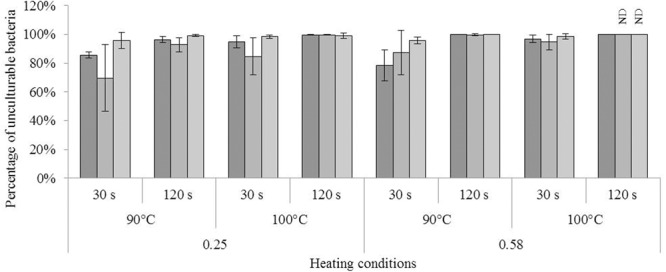 120%
ND ND
100%
80%
60%
40%
20%
0%
Percentage of unculturable bacteria
30 s 120 s 30 s 120 s 30 s 120 s 30 s 120 s
90°C 100°C 90°C 100°C
0.25 0.58
Heating conditions